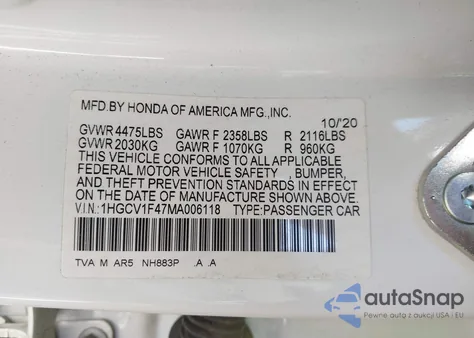 MFD.BY HONDA OF AMERICA MFG.,INC.
10/'20
GVWR 4475LBS GAWR F 2358LBS R 2116LBS
GVWR 2030KG GAWR F 1070KG R 960KG
THIS VEHICLE CONFORMS TO ALL APPLICABLE
FEDERAL MOTOR VEHICLE SAFETY , BUMPER,
AND THEFT PREVENTION STANDARDS IN EFFECT
ON THE DATE OF MANUFACTURE SHOWN ABOVE.
V.I.N.:1HGCV1F47MA006118 TYPE:PASSENGER CAR
TVA M AR5 NH883P .A .A
autoSnap
Pewne auto z USA i EU